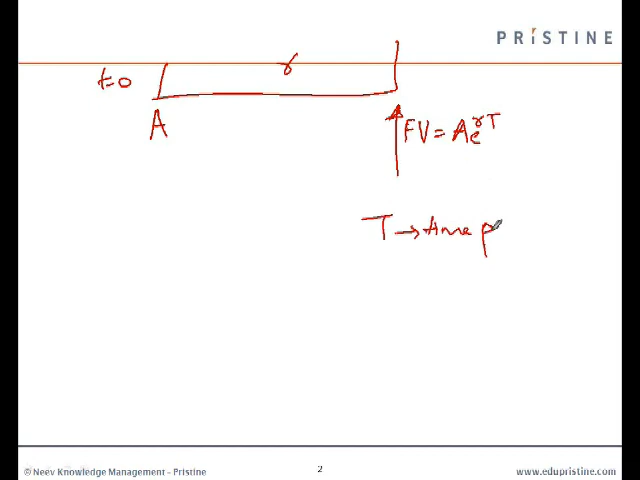 PRISTINE
r
t=0
A
FV = Ae^rT
T → Time p
© Neev Knowledge Management – Pristine
2
www.edupristine.com